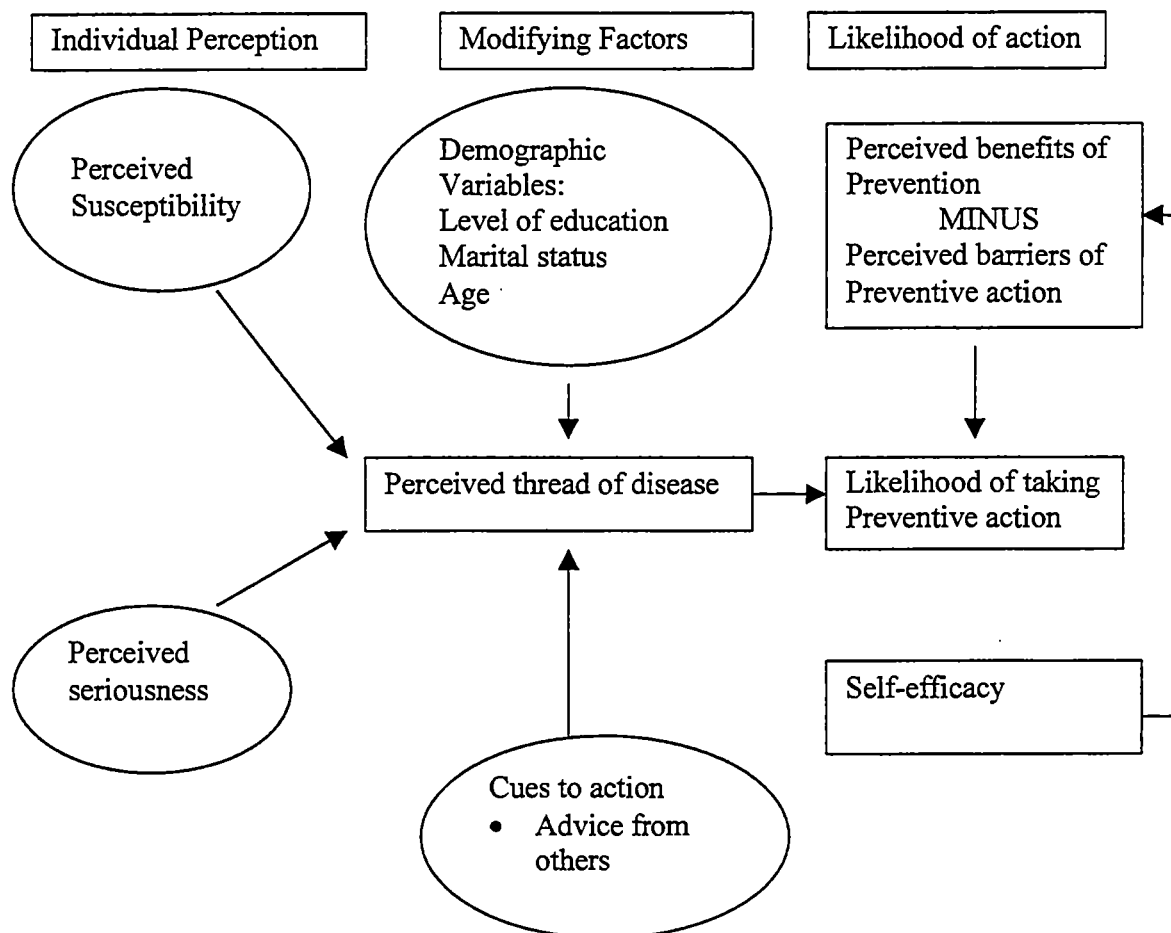 Individual Perception
Modifying Factors
Likelihood of action
Perceived
Susceptibility
Demographic
Variables:
Level of education
Marital status
Age
Perceived benefits of
Prevention
MINUS
Perceived barriers of
Preventive action
Perceived thread of disease
Likelihood of taking
Preventive action
Perceived
seriousness
Self-efficacy
Cues to action
• Advice from
others